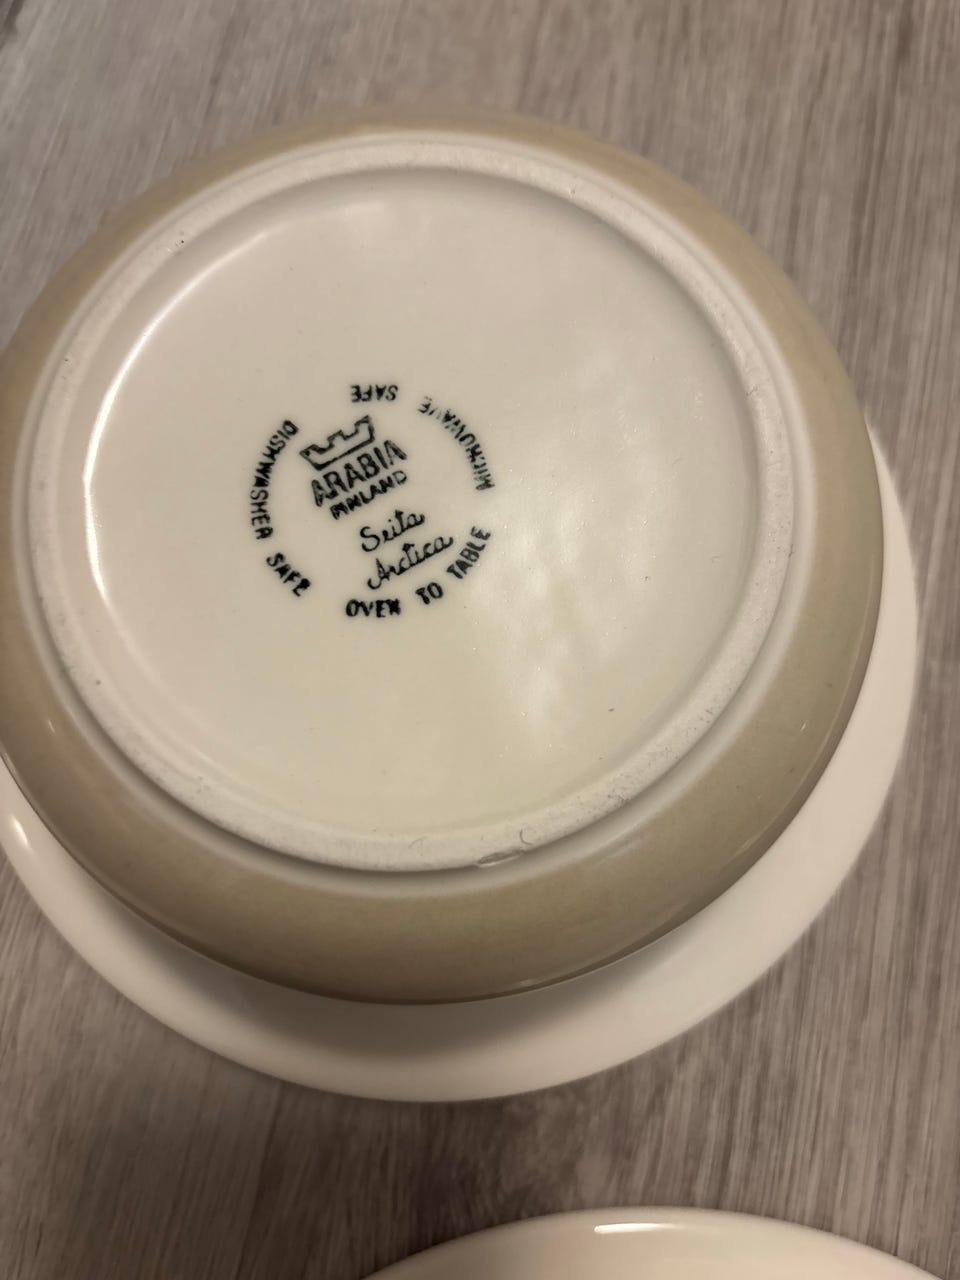 ARABIA
FINLAND
Seita
Arctica
DISHWASHER SAFE
OVEN TO TABLE
MICROWAVE SAFE